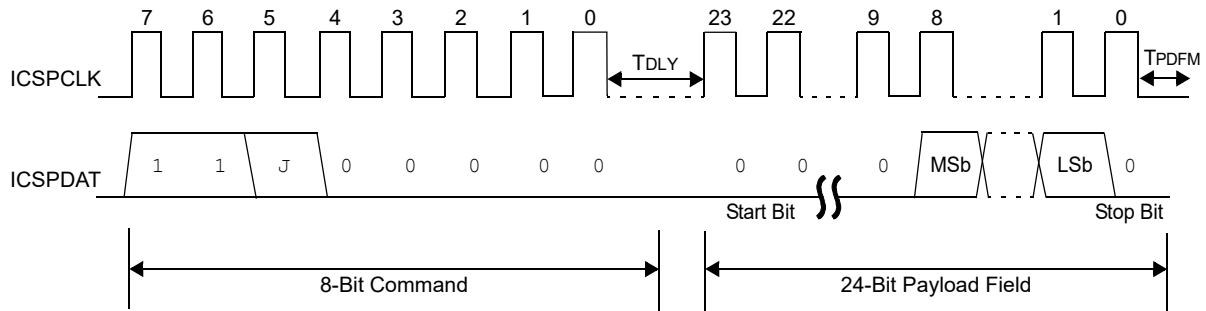 7 6 5 4 3 2 1 0 23 22 9 8 1 0
ICSPCLK TDLY TPDFM
ICSPDAT 1 1 J 0 0 0 0 0 0 0 0 MSb LSb 0
Start Bit Stop Bit
8-Bit Command 24-Bit Payload Field